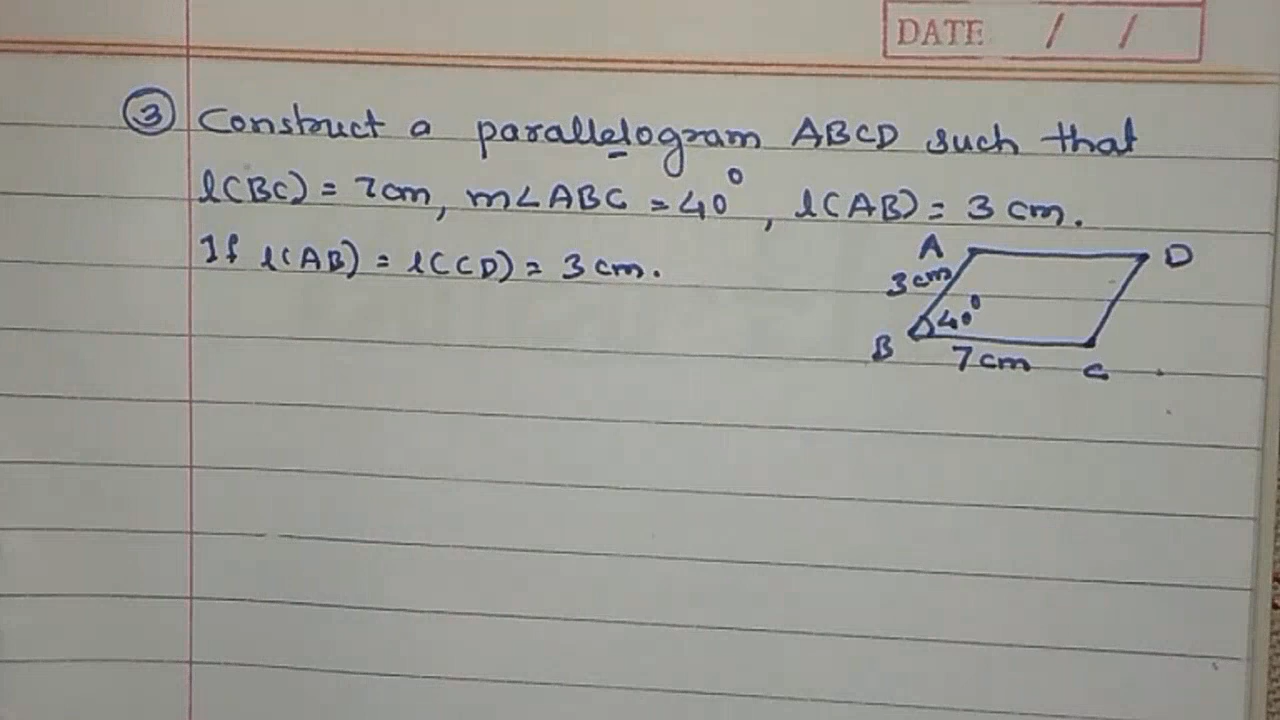 DATE / /
③ Construct a parallelogram ABCD such that
l(BC) = 7cm, m∠ABC = 40°, l(AB) = 3 cm.
If l(AB) = l(CD) = 3 cm.
A D
3cm
40°
B 7cm C